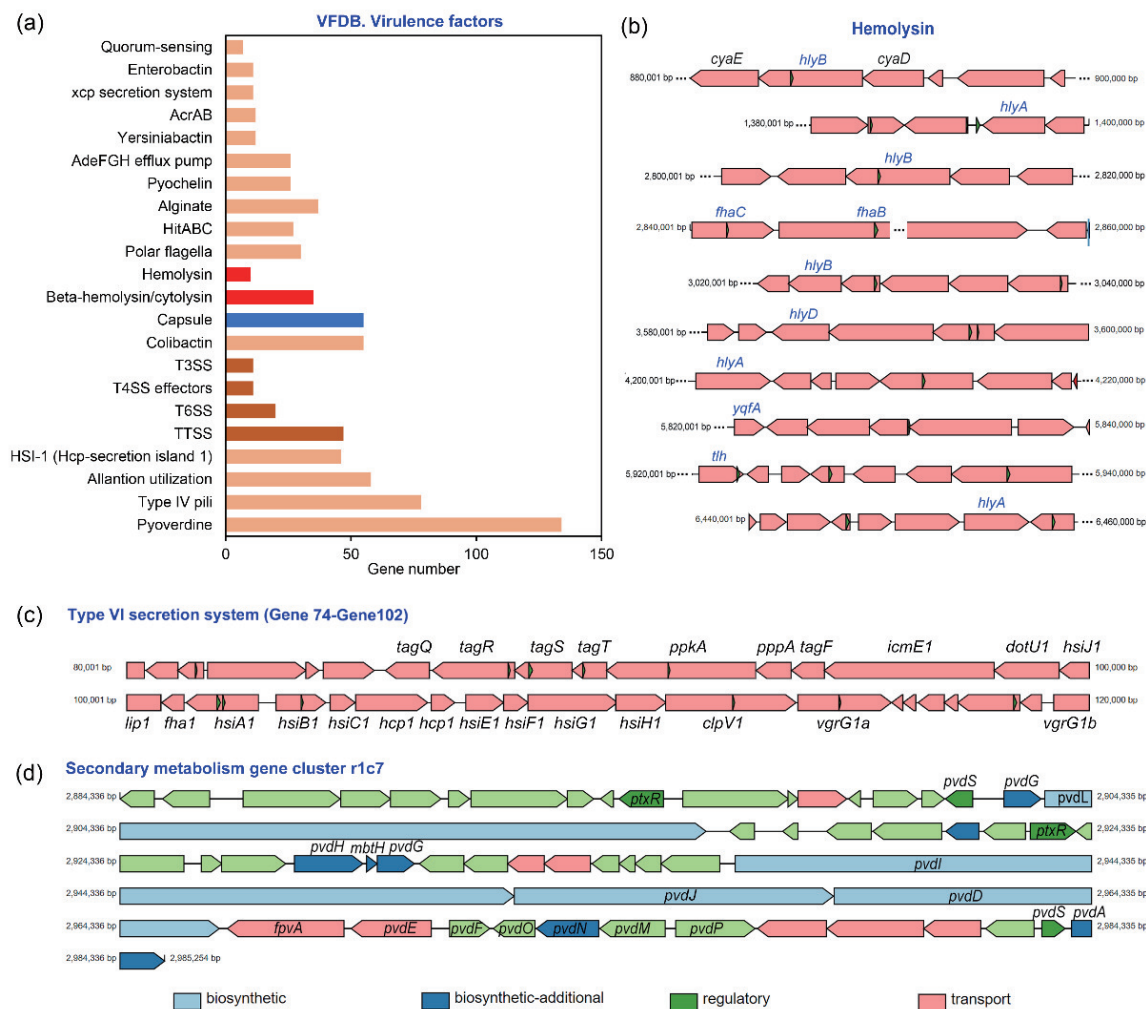 (a)
VFDB. Virulence factors
Quorum-sensing
Enterobactin
xcp secretion system
AcrAB
Yersiniabactin
AdeFGH efflux pump
Pyochelin
Alginate
HitABC
Polar flagella
Hemolysin
Beta-hemolysin/cytolysin
Capsule
Colibactin
T3SS
T4SS effectors
T6SS
TTSS
HSI-1 (Hcp-secretion island 1)
Allantion utilization
Type IV pili
Pyoverdine
0 50 100 150
Gene number
(b)
Hemolysin
cyaE hlyB cyaD
880,001 bp 900,000 bp
hlyA
1,380,001 bp 1,400,000 bp
hlyB
2,800,001 bp 2,820,000 bp
fhaC fhaB
2,840,001 bp 2,860,000 bp
hlyB
3,020,001 bp 3,040,000 bp
hlyD
3,580,001 bp 3,600,000 bp
hlyA
4,200,001 bp 4,220,000 bp
yqfA
5,820,001 bp 5,840,000 bp
tlh
5,920,001 bp 5,940,000 bp
hlyA
6,440,001 bp 6,460,000 bp
(c)
Type VI secretion system (Gene 74-Gene102)
tagQ tagR tagS tagT ppkA pppA tagF icmE1 dotU1 hsiJ1
80,001 bp 100,000 bp
100,001 bp 120,000 bp
lip1 fha1 hsiA1 hsiB1 hsiC1 hcp1 hcp1 hsiE1 hsiF1 hsiG1 hsiH1 clpV1 vgrG1a vgrG1b
(d)
Secondary metabolism gene cluster r1c7
pvdS pvdG
2,884,336 bp ptxR pvdL 2,904,335 bp
2,904,336 bp ptxR 2,924,335 bp
pvdH mbtH pvdG
2,924,336 bp pvdI 2,944,335 bp
2,944,336 bp pvdJ pvdD 2,964,335 bp
pvdS pvdA
2,964,336 bp fpvA pvdE pvdF pvdO pvdN pvdM pvdP 2,984,335 bp
2,984,336 bp 2,985,254 bp
biosynthetic biosynthetic-additional regulatory transport